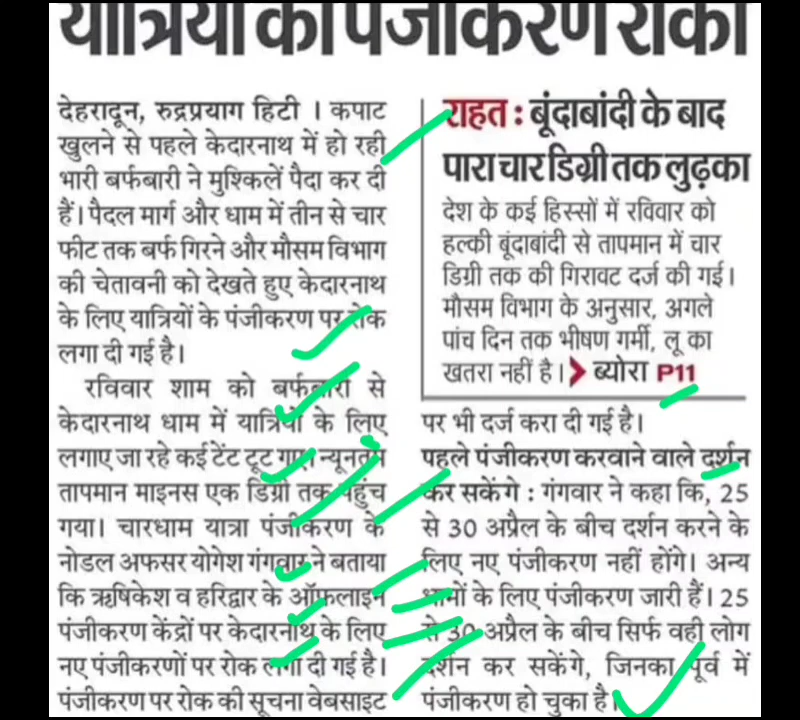 यात्रियों का पंजीकरण रोका
देहरादून, रुद्रप्रयाग हिटी । कपाट
खुलने से पहले केदारनाथ में हो रही
भारी बर्फबारी ने मुश्किलें पैदा कर दी
हैं। पैदल मार्ग और धाम में तीन से चार
फीट तक बर्फ गिरने और मौसम विभाग
की चेतावनी को देखते हुए केदारनाथ
के लिए यात्रियों के पंजीकरण पर रोक
लगा दी गई है।
रविवार शाम को बर्फबारी से
केदारनाथ धाम में यात्रियों के लिए
लगाए जा रहे कई टेंट टूट गए। न्यूनतम
तापमान माइनस एक डिग्री तक पहुंच
गया। चारधाम यात्रा पंजीकरण के
नोडल अफसर योगेश गंगवार ने बताया
कि ऋषिकेश व हरिद्वार के ऑफलाइन
पंजीकरण केंद्रों पर केदारनाथ के लिए
नए पंजीकरणों पर रोक लगा दी गई है।
पंजीकरण पर रोक की सूचना वेबसाइट
राहत : बूंदाबांदी के बाद
पारा चार डिग्री तक लुढ़का
देश के कई हिस्सों में रविवार को
हल्की बूंदाबांदी से तापमान में चार
डिग्री तक की गिरावट दर्ज की गई।
मौसम विभाग के अनुसार, अगले
पांच दिन तक भीषण गर्मी, लू का
खतरा नहीं है। ब्योरा P11
पर भी दर्ज करा दी गई है।
पहले पंजीकरण करवाने वाले दर्शन
कर सकेंगे : गंगवार ने कहा कि, 25
से 30 अप्रैल के बीच दर्शन करने के
लिए नए पंजीकरण नहीं होंगे। अन्य
धामों के लिए पंजीकरण जारी हैं। 25
से 30 अप्रैल के बीच सिर्फ वही लोग
दर्शन कर सकेंगे, जिनका पूर्व में
पंजीकरण हो चुका है।